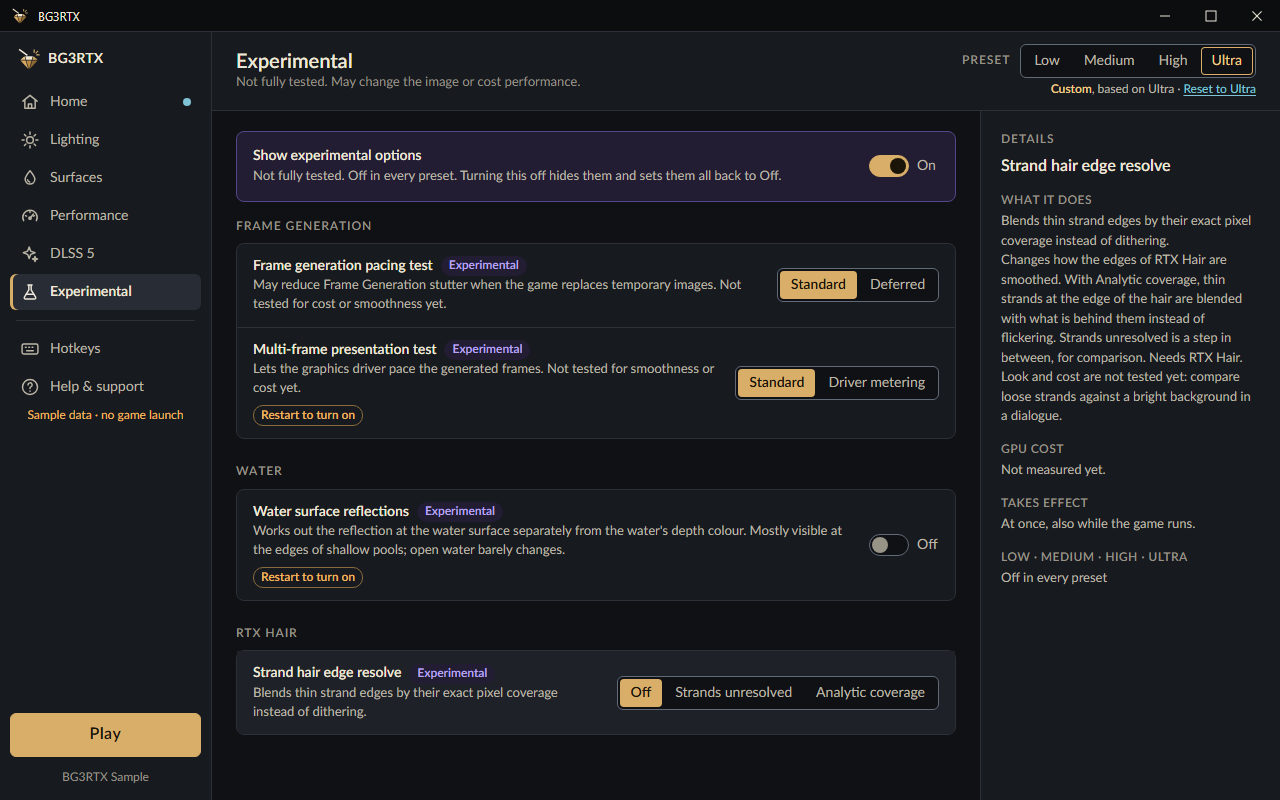 BG3RTX
BG3RTX
Home
Lighting
Surfaces
Performance
DLSS 5
Experimental
Hotkeys
Help & support
Sample data · no game launch
Play
BG3RTX Sample
Experimental
Not fully tested. May change the image or cost performance.
PRESET
Low
Medium
High
Ultra
Custom, based on Ultra · Reset to Ultra
Show experimental options
Not fully tested. Off in every preset. Turning this off hides them and sets them all back to Off.
On
FRAME GENERATION
Frame generation pacing test
Experimental
May reduce Frame Generation stutter when the game replaces temporary images. Not
tested for cost or smoothness yet.
Standard
Deferred
Multi-frame presentation test
Experimental
Lets the graphics driver pace the generated frames. Not tested for smoothness or
cost yet.
Restart to turn on
Standard
Driver metering
WATER
Water surface reflections
Experimental
Works out the reflection at the water surface separately from the water's depth colour. Mostly visible at
the edges of shallow pools; open water barely changes.
Restart to turn on
Off
RTX HAIR
Strand hair edge resolve
Experimental
Blends thin strand edges by their exact pixel coverage
instead of dithering.
Off
Strands unresolved
Analytic coverage
DETAILS
Strand hair edge resolve
WHAT IT DOES
Blends thin strand edges by their exact pixel
coverage instead of dithering.
Changes how the edges of RTX Hair are
smoothed. With Analytic coverage, thin
strands at the edge of the hair are blended
with what is behind them instead of
flickering. Strands unresolved is a step in
between, for comparison. Needs RTX Hair.
Look and cost are not tested yet: compare
loose strands against a bright background in
a dialogue.
GPU COST
Not measured yet.
TAKES EFFECT
At once, also while the game runs.
LOW · MEDIUM · HIGH · ULTRA
Off in every preset